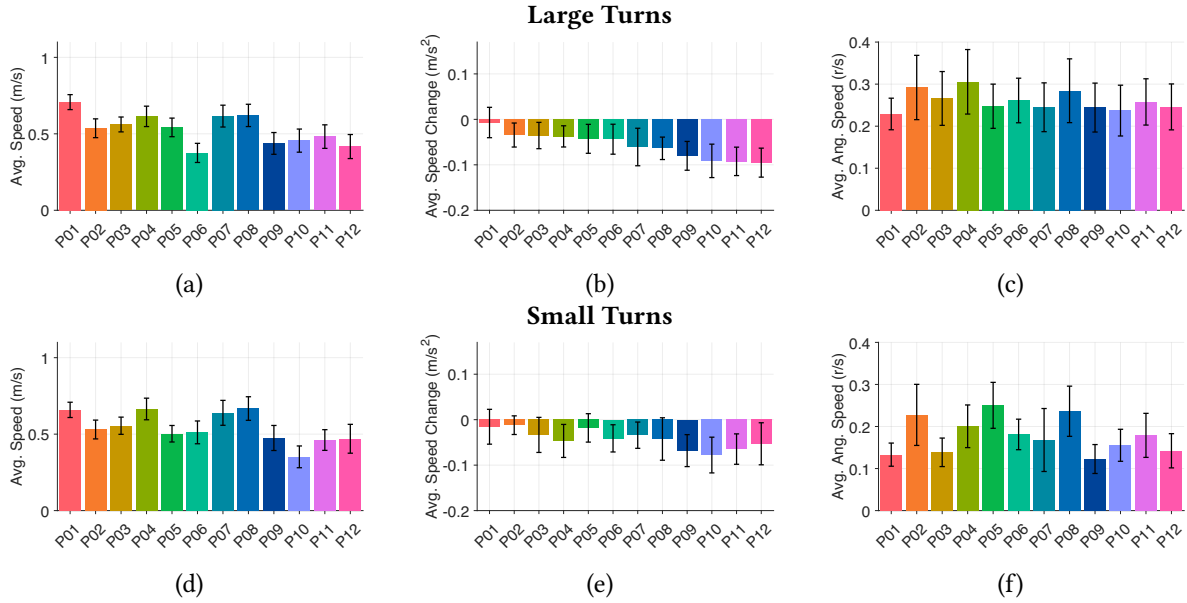 Large Turns
Avg. Speed (m/s)
1
0.5
0
P01 P02 P03 P04 P05 P06 P07 P08 P09 P10 P11 P12
(a)
Avg. Speed Change (m/s²)
0.1
0
-0.1
-0.2
P01 P02 P03 P04 P05 P06 P07 P08 P09 P10 P11 P12
(b)
Avg. Ang. Speed (r/s)
0.4
0.3
0.2
0.1
0
P01 P02 P03 P04 P05 P06 P07 P08 P09 P10 P11 P12
(c)
Small Turns
Avg. Speed (m/s)
1
0.5
0
P01 P02 P03 P04 P05 P06 P07 P08 P09 P10 P11 P12
(d)
Avg. Speed Change (m/s²)
0.1
0
-0.1
-0.2
P01 P02 P03 P04 P05 P06 P07 P08 P09 P10 P11 P12
(e)
Avg. Ang. Speed (r/s)
0.4
0.3
0.2
0.1
0
P01 P02 P03 P04 P05 P06 P07 P08 P09 P10 P11 P12
(f)